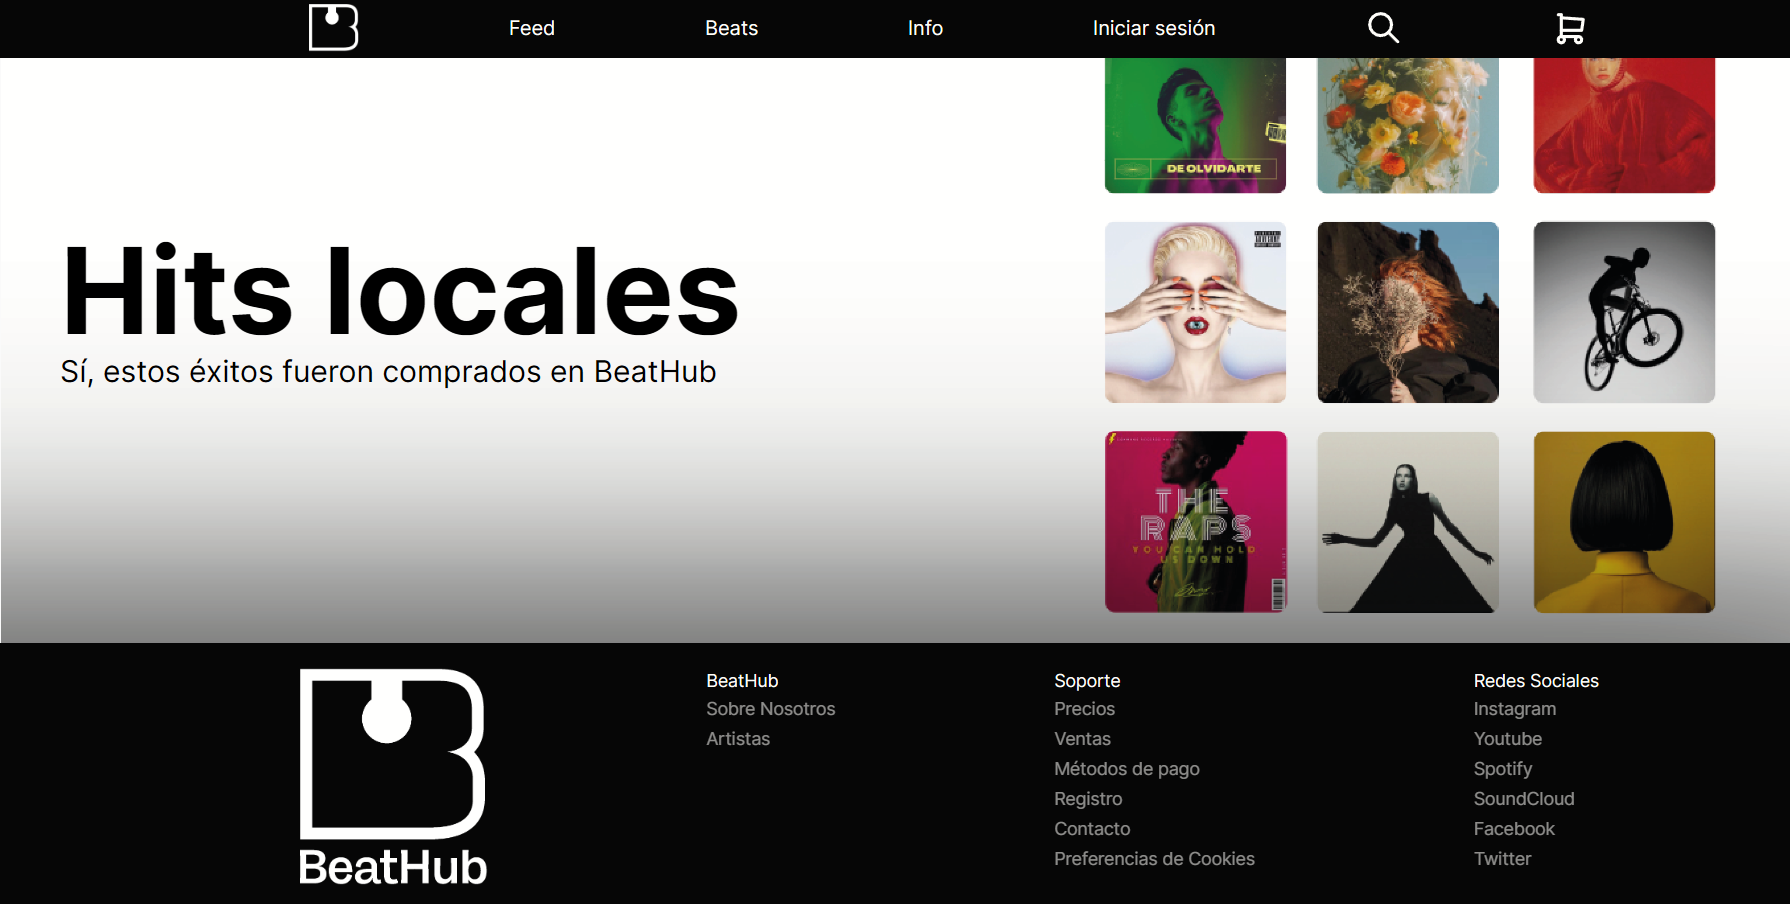 Feed
Beats
Info
Iniciar sesión
DE OLVIDARTE
Hits locales
Sí, estos éxitos fueron comprados en BeatHub
THE
RAPS
YOU CAN HOLD
US DOWN
BeatHub
BeatHub
Sobre Nosotros
Artistas
Soporte
Precios
Ventas
Métodos de pago
Registro
Contacto
Preferencias de Cookies
Redes Sociales
Instagram
Youtube
Spotify
SoundCloud
Facebook
Twitter